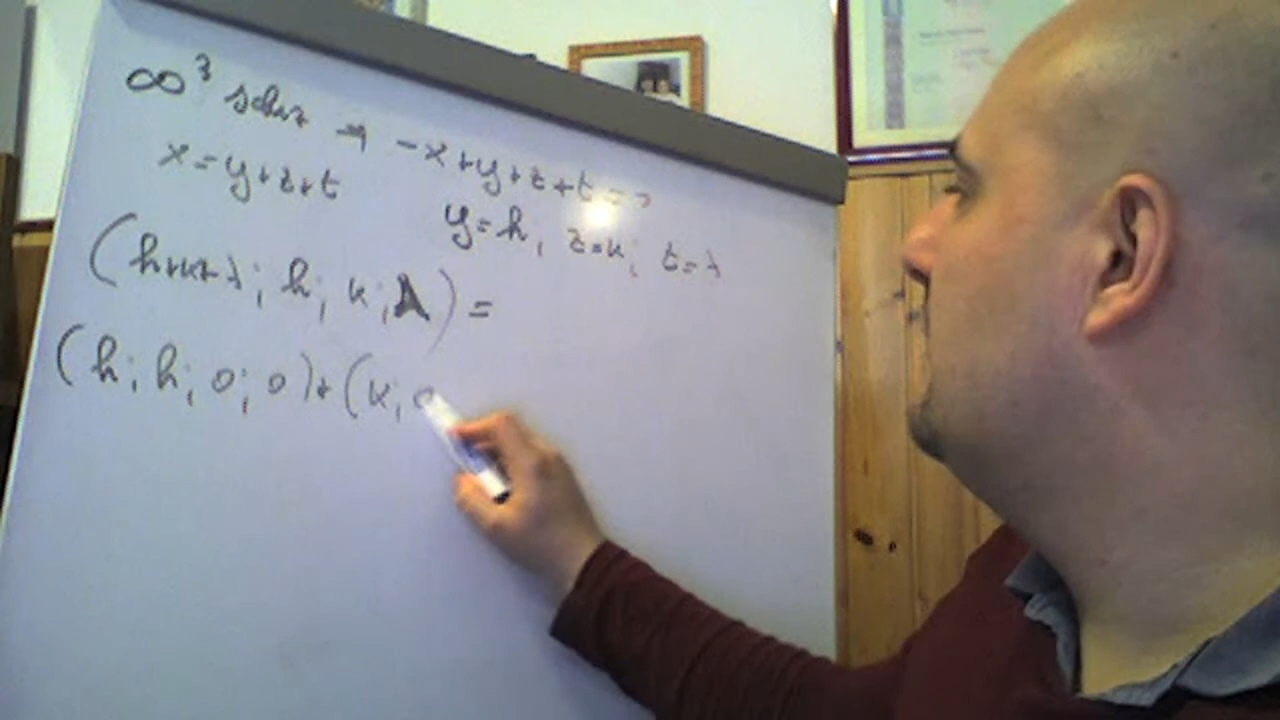 ∞³ soluz → -x+y+z+t=0
x=y+z+t
y=h, z=k; t=λ
(h+k+λ; h; k; λ)=
(h; h; 0; 0)+(k; 0